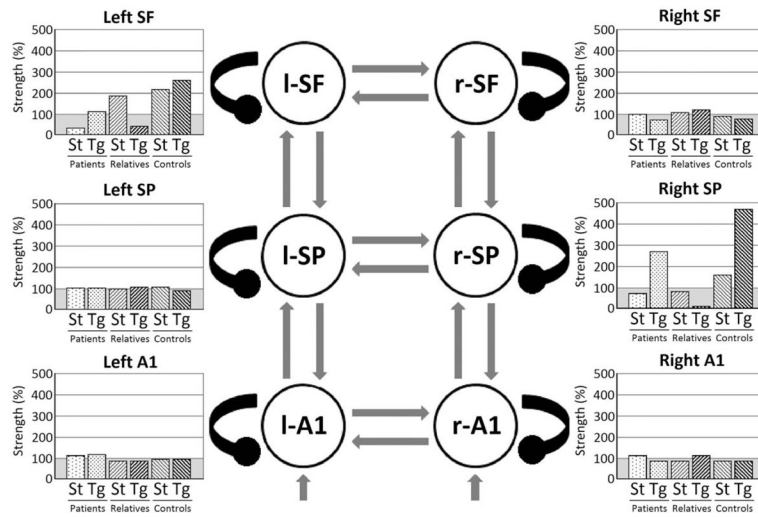 Left SF
Strength (%)
500
400
300
200
100
0
St Tg St Tg St Tg
Patients Relatives Controls
Left SP
Strength (%)
500
400
300
200
100
0
St Tg St Tg St Tg
Patients Relatives Controls
Left A1
Strength (%)
500
400
300
200
100
0
St Tg St Tg St Tg
Patients Relatives Controls
l-SF
r-SF
l-SP
r-SP
l-A1
r-A1
Right SF
Strength (%)
500
400
300
200
100
0
St Tg St Tg St Tg
Patients Relatives Controls
Right SP
Strength (%)
500
400
300
200
100
0
St Tg St Tg St Tg
Patients Relatives Controls
Right A1
Strength (%)
500
400
300
200
100
0
St Tg St Tg St Tg
Patients Relatives Controls